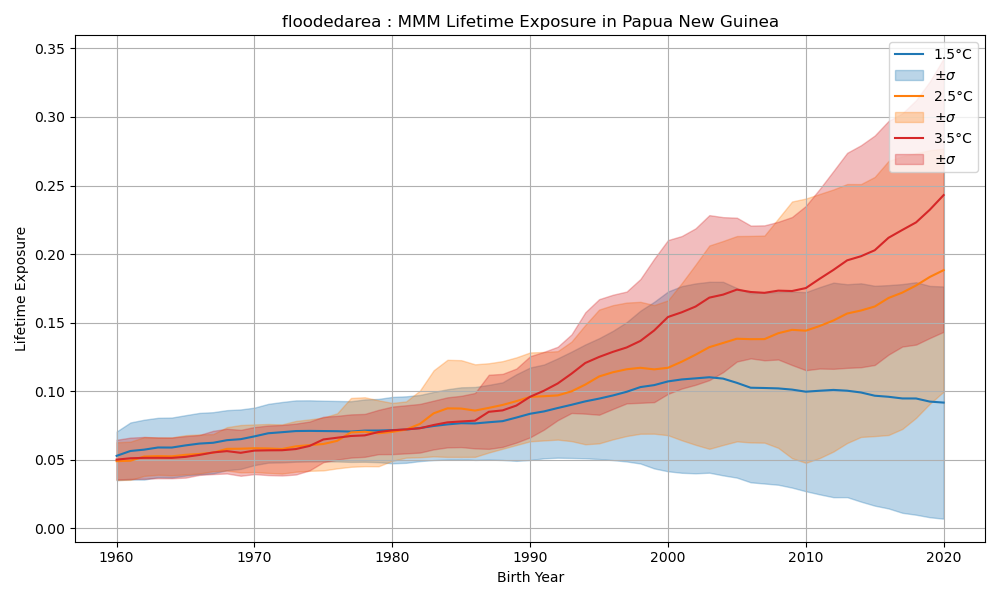 floodedarea : MMM Lifetime Exposure in Papua New Guinea
Lifetime Exposure
0.35
0.30
0.25
0.20
0.15
0.10
0.05
0.00
1.5°C
±σ
2.5°C
±σ
3.5°C
±σ
1960 1970 1980 1990 2000 2010 2020
Birth Year